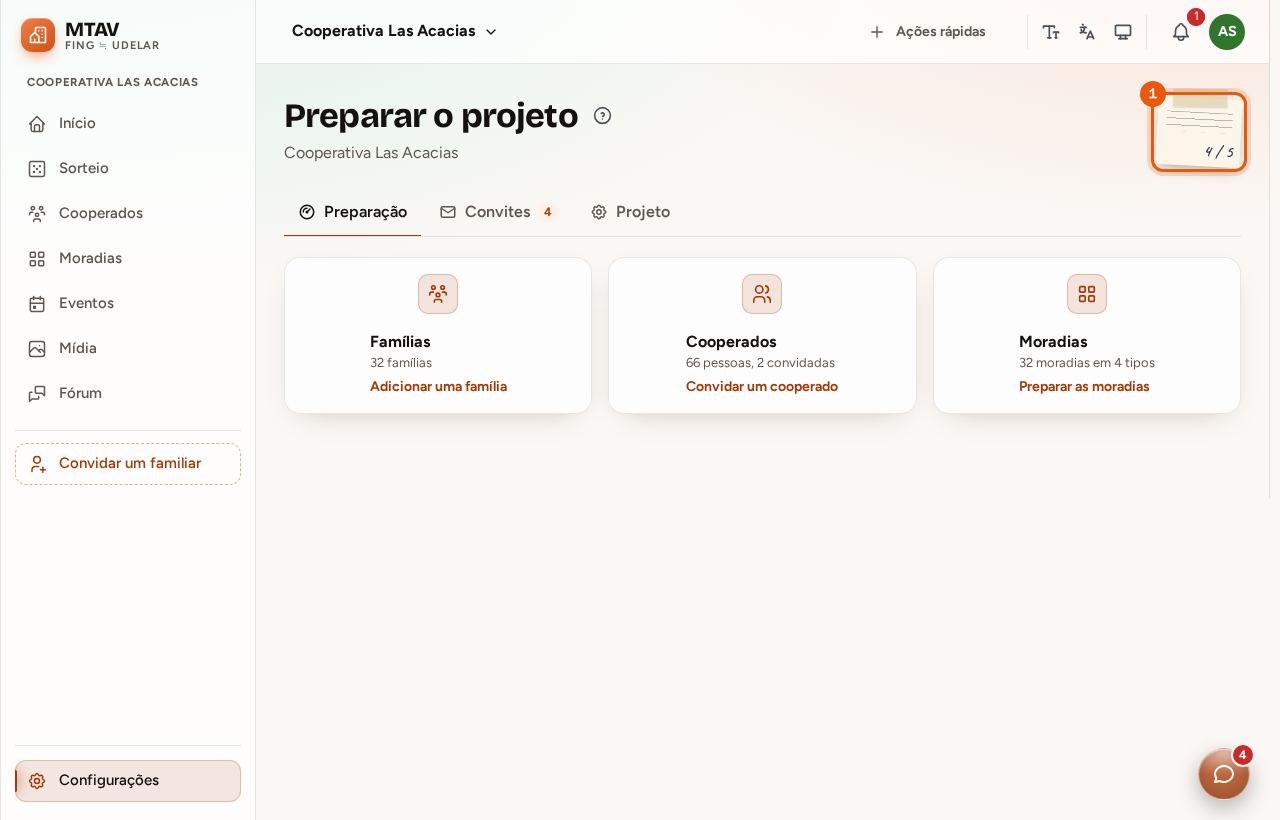 MTAV
FING ≒ UDELAR
COOPERATIVA LAS ACACIAS
Início
Sorteio
Cooperados
Moradias
Eventos
Mídia
Fórum
Convidar um familiar
Configurações
Cooperativa Las Acacias
Ações rápidas
1
AS
Preparar o projeto
Cooperativa Las Acacias
1
4 / 5
Preparação
Convites 4
Projeto
Famílias
32 famílias
Adicionar uma família
Cooperados
66 pessoas, 2 convidadas
Convidar um cooperado
Moradias
32 moradias em 4 tipos
Preparar as moradias
4